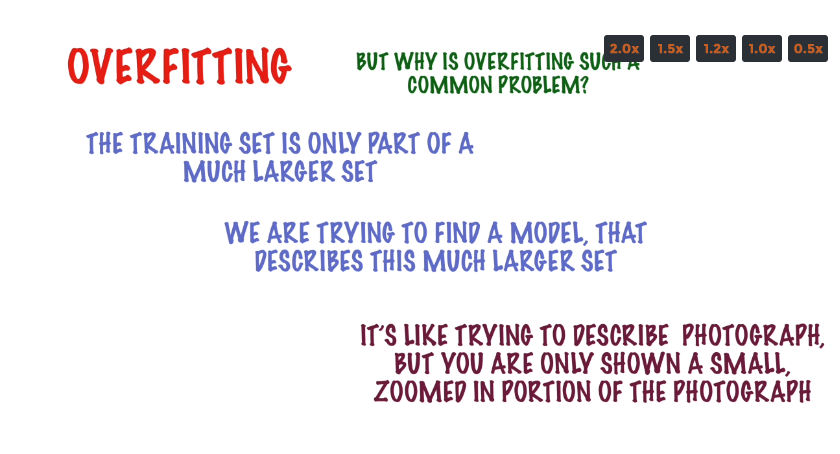 OVERFITTING
BUT WHY IS OVERFITTING SUCH A
COMMON PROBLEM?
2.0x 1.5x 1.2x 1.0x 0.5x
THE TRAINING SET IS ONLY PART OF A
MUCH LARGER SET
WE ARE TRYING TO FIND A MODEL, THAT
DESCRIBES THIS MUCH LARGER SET
IT'S LIKE TRYING TO DESCRIBE PHOTOGRAPH,
BUT YOU ARE ONLY SHOWN A SMALL,
ZOOMED IN PORTION OF THE PHOTOGRAPH